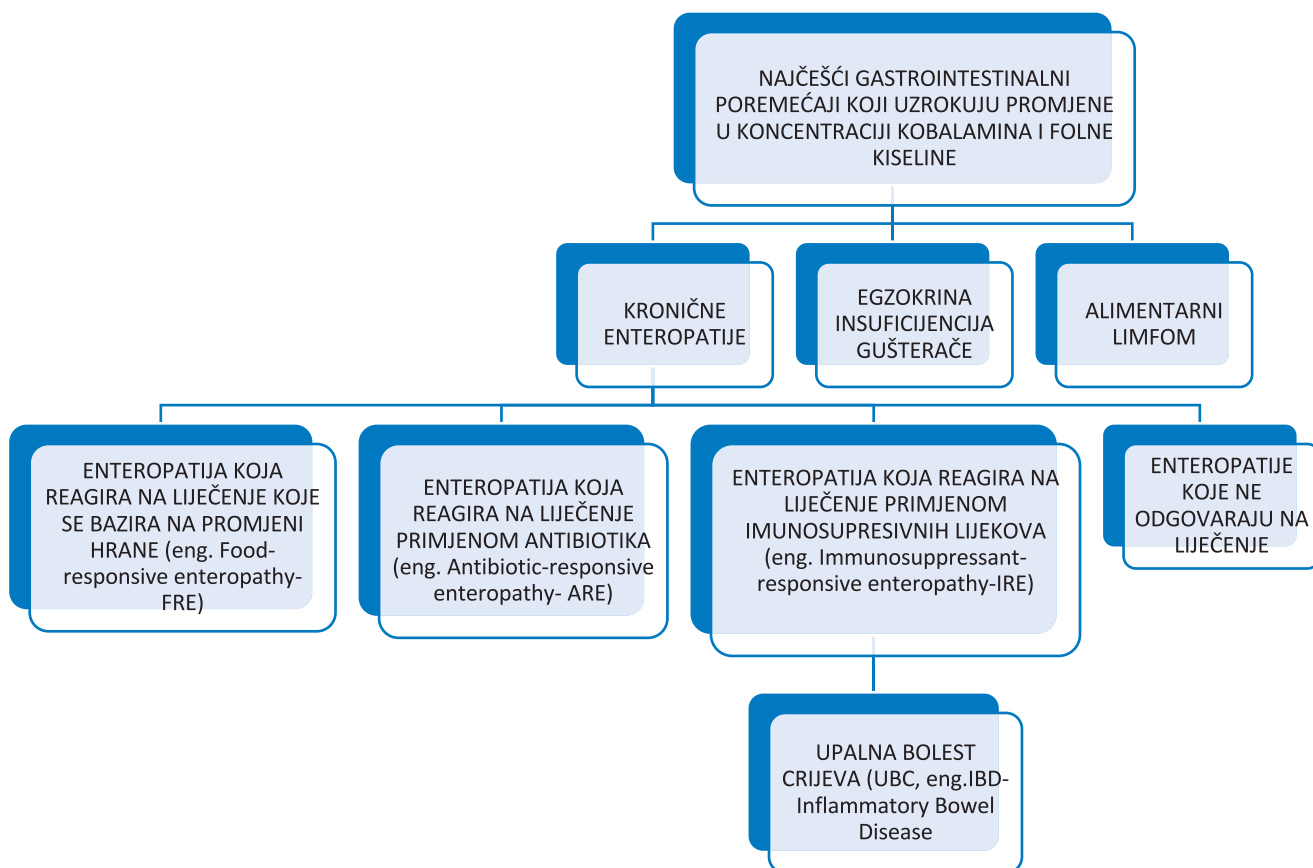 NAJČEŠĆI GASTROINTESTINALNI
POREMEĆAJI KOJI UZROKUJU PROMJENE
U KONCENTRACIJI KOBALAMINA I FOLNE
KISELINE
KRONIČNE
ENTEROPATIJE
EGZOKRINA
INSUFICIJENCIJA
GUŠTERAČE
ALIMENTARNI
LIMFOM
ENTEROPATIJA KOJA
REAGIRA NA LIJEČENJE KOJE
SE BAZIRA NA PROMJENI
HRANE (eng. Food-
responsive enteropathy-
FRE)
ENTEROPATIJA KOJA
REAGIRA NA LIJEČENJE
PRIMJENOM ANTIBIOTIKA
(eng. Antibiotic-responsive
enteropathy- ARE)
ENTEROPATIJA KOJA REAGIRA NA
LIJEČENJE PRIMJENOM
IMUNOSUPRESIVNIH LIJEKOVA
(eng. Immunosuppressant-
responsive enteropathy-IRE)
ENTEROPATIJE
KOJE NE
ODGOVARAJU NA
LIJEČENJE
UPALNA BOLEST
CRIJEVA (UBC, eng.IBD-
Inflammatory Bowel
Disease